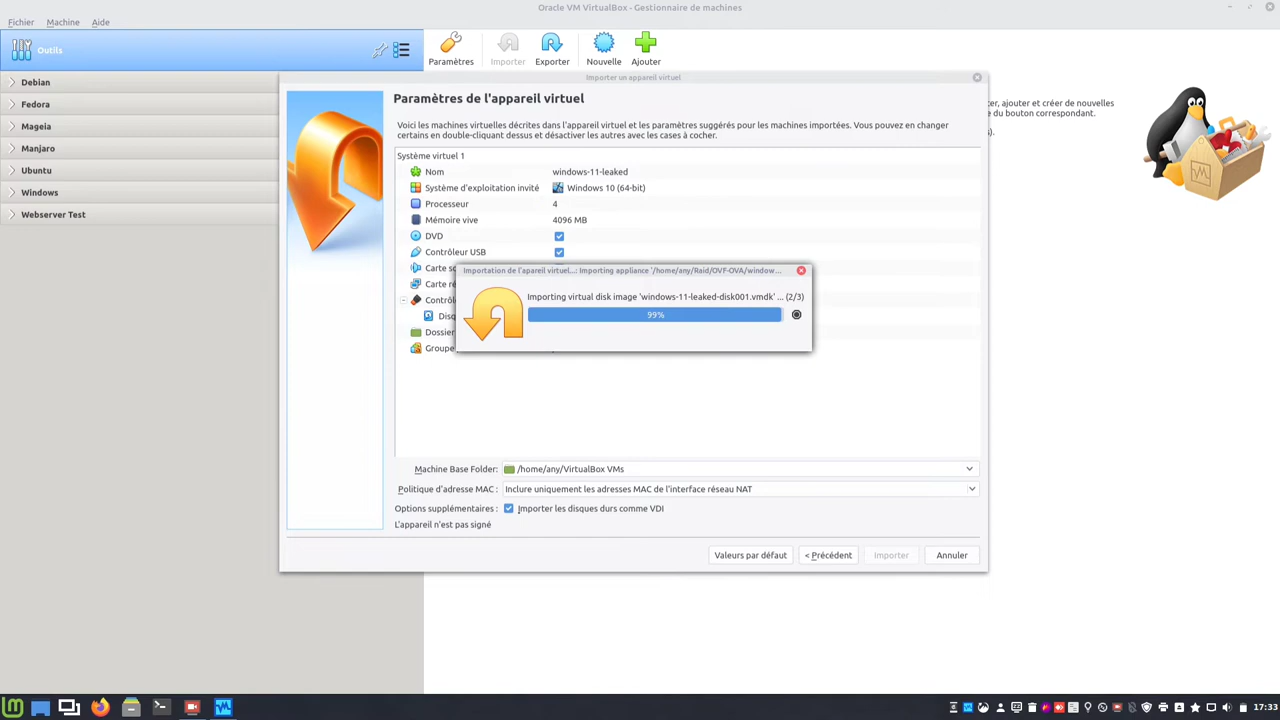 Oracle VM VirtualBox - Gestionnaire de machines
Fichier Machine Aide
Outils
Paramètres Importer Exporter Nouvelle Ajouter
Debian
Fedora
Mageia
Manjaro
Ubuntu
Windows
Webserver Test
ter, ajouter et créer de nouvelles
du bouton correspondant.
s).
Importer un appareil virtuel
Paramètres de l'appareil virtuel
Voici les machines virtuelles décrites dans l'appareil virtuel et les paramètres suggérés pour les machines importées. Vous pouvez en changer
certains en double-cliquant dessus et désactiver les autres avec les cases à cocher.
Système virtuel 1
Nom windows-11-leaked
Système d'exploitation invité Windows 10 (64-bit)
Processeur 4
Mémoire vive 4096 MB
DVD
Contrôleur USB
Carte so
Carte ré
Contrôle
Disq
Dossier
Groupe
Importation de l'apareil virtuel...: Importing appliance '/home/any/Raid/OVF-OVA/window...
Importing virtual disk image 'windows-11-leaked-disk001.vmdk' ... (2/3)
99%
Machine Base Folder: /home/any/VirtualBox VMs
Politique d'adresse MAC : Inclure uniquement les adresses MAC de l'interface réseau NAT
Options supplémentaires : Importer les disques durs comme VDI
L'appareil n'est pas signé
Valeurs par défaut < Précédent Importer Annuler
17:33